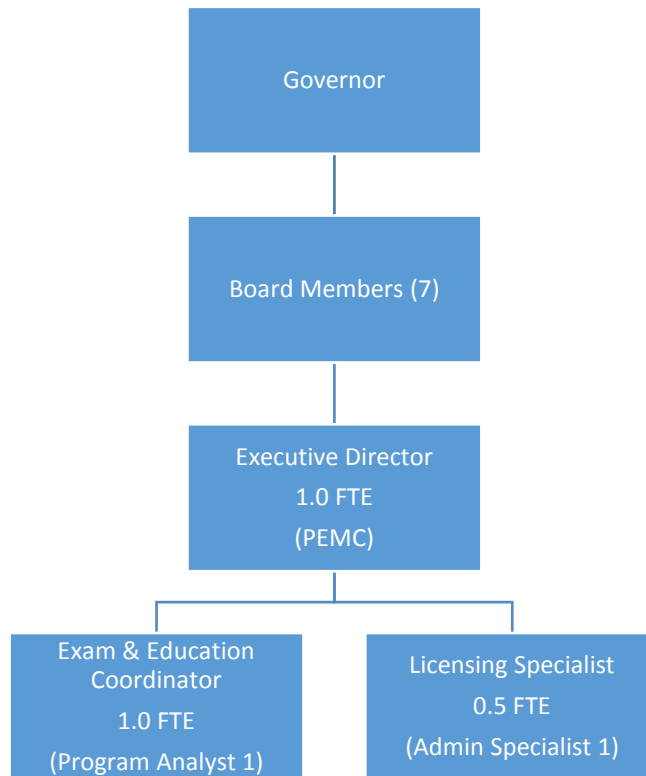 Governor
Board Members (7)
Executive Director
1.0 FTE
(PEMC)
Exam & Education
Coordinator
1.0 FTE
(Program Analyst 1)
Licensing Specialist
0.5 FTE
(Admin Specialist 1)